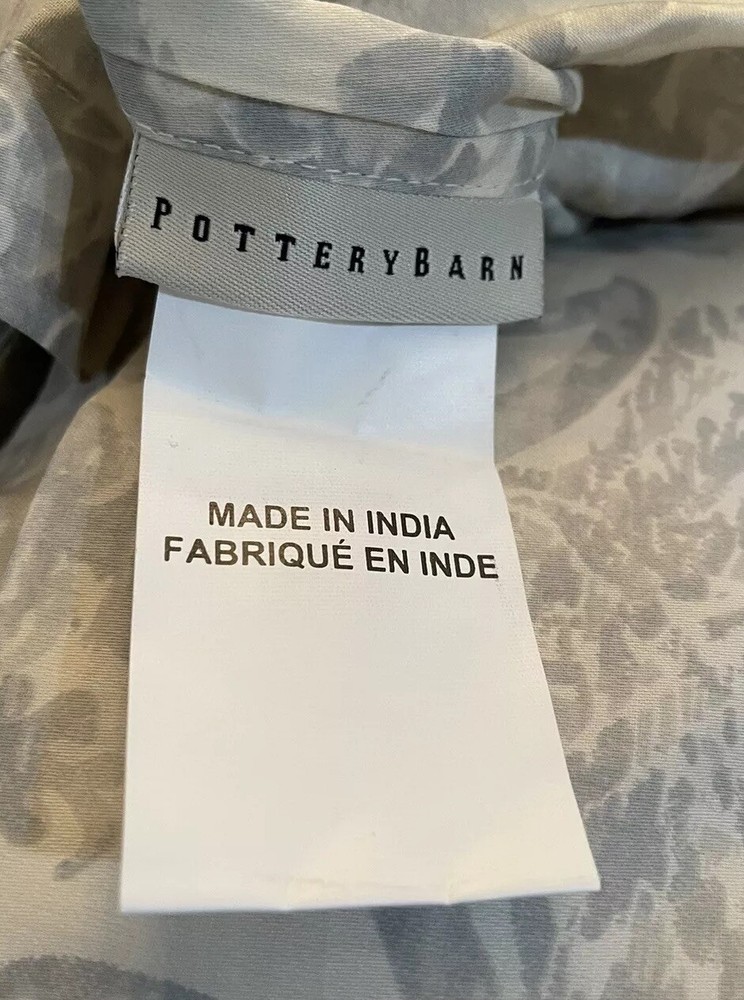 POTTERYBARN
MADE IN INDIA
FABRIQUÉ EN INDE